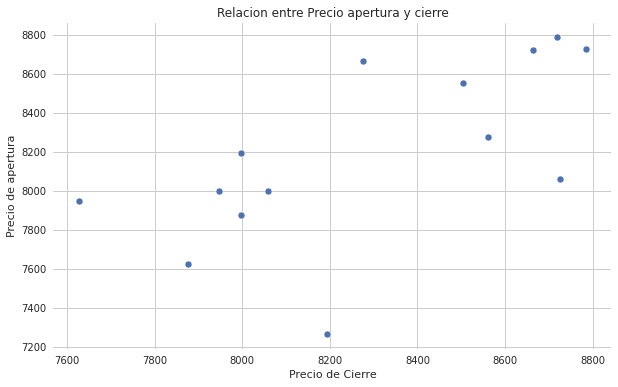 Relacion entre Precio apertura y cierre
Precio de apertura
8800
8600
8400
8200
8000
7800
7600
7400
7200
7600 7800 8000 8200 8400 8600 8800
Precio de Cierre